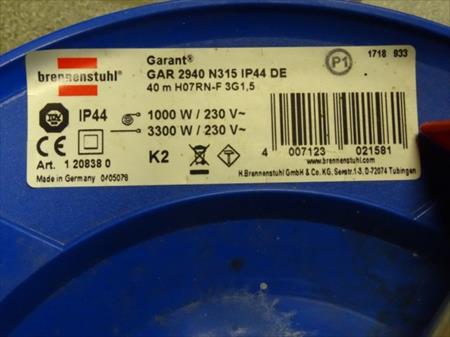 brennenstuhl®
Garant®
GAR 2940 N315 IP44 DE
40 m H07RN-F 3G1,5
1718 933
P1
IP44
1000 W / 230 V~
3300 W / 230 V~
CE
K2
Art. 1 20838 0
Made in Germany 0405078
4 007123 021581
www.brennenstuhl.com
H.Brennenstuhl GmbH & Co. KG, Seestr.1-3, D-72074 Tübingen